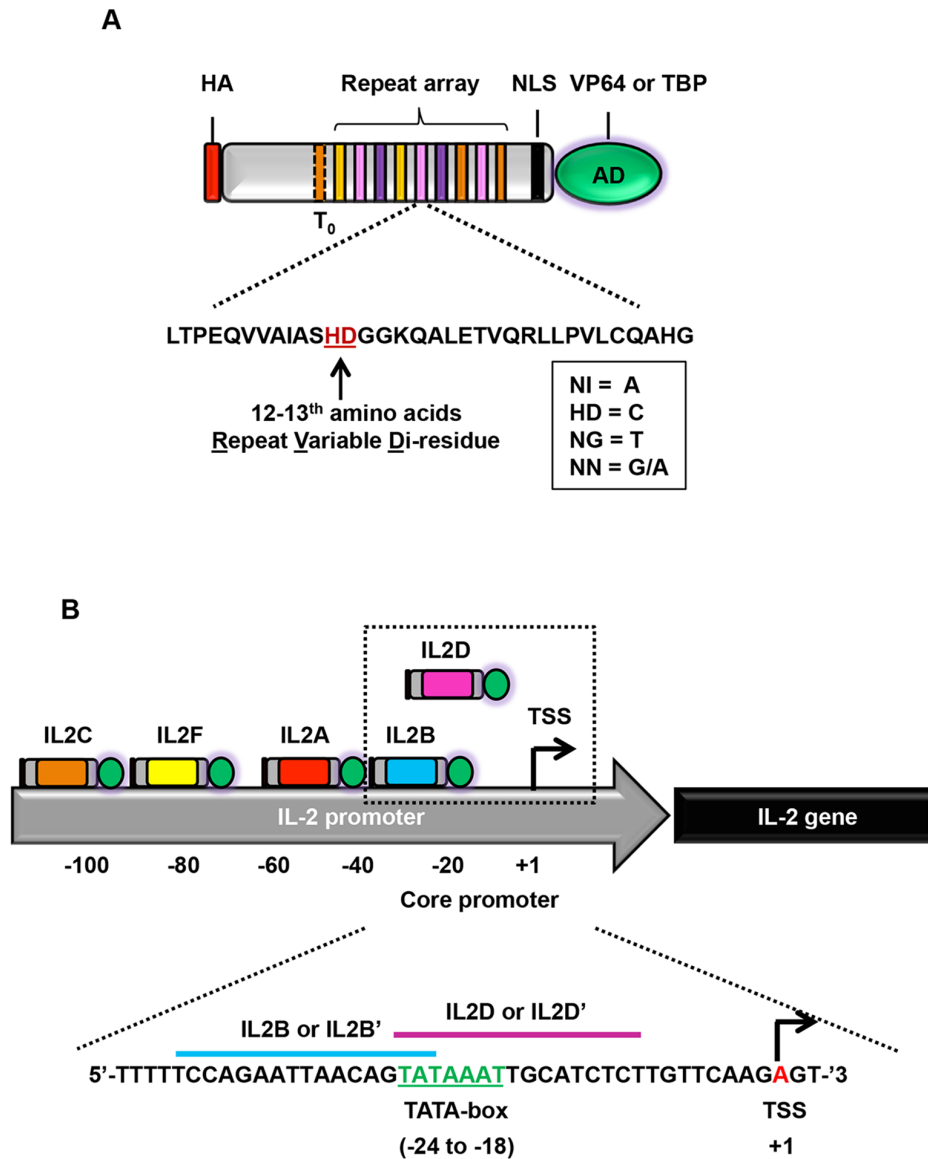 A
HA
Repeat array
NLS
VP64 or TBP
AD
T0
LTPEQVVAIASHDGGKQALETVQRLLPVLCQAHG
12-13th amino acids
Repeat Variable Di-residue
NI = A
HD = C
NG = T
NN = G/A
B
IL2D
TSS
IL2C
IL2F
IL2A
IL2B
IL-2 promoter
IL-2 gene
-100
-80
-60
-40
-20
+1
Core promoter
IL2B or IL2B’
IL2D or IL2D’
5’-TTTTTCCAGAATTAACAGTATAAATTGCATCTCTTGTTCAAGAGT-’3
TATA-box
TSS
(-24 to -18)
+1